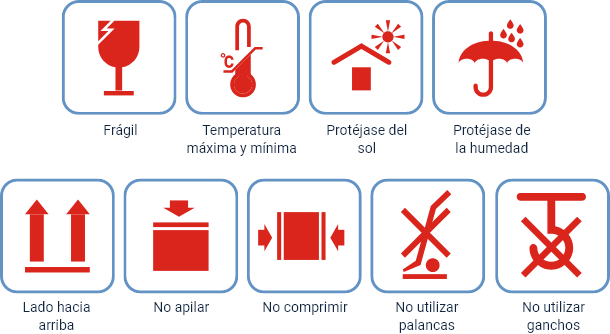 °C
Frágil
Temperatura
máxima y mínima
Protéjase del
sol
Protéjase de
la humedad
Lado hacia
arriba
No apilar
No comprimir
No utilizar
palancas
No utilizar
ganchos